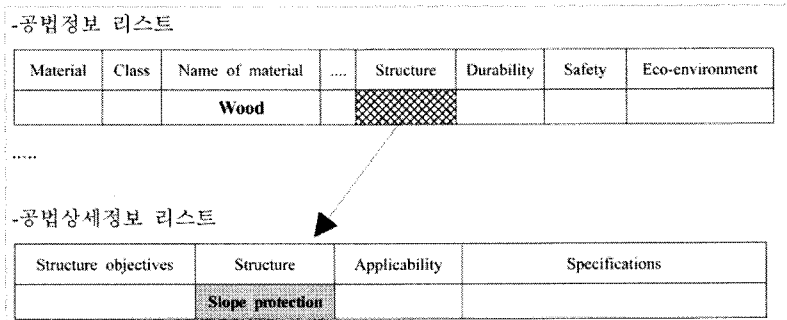 -공법정보 리스트
Material Class Name of material .... Structure Durability Safety Eco-environment
Wood
.....
-공법상세정보 리스트
Structure objectives Structure Applicability Specifications
Slope protection